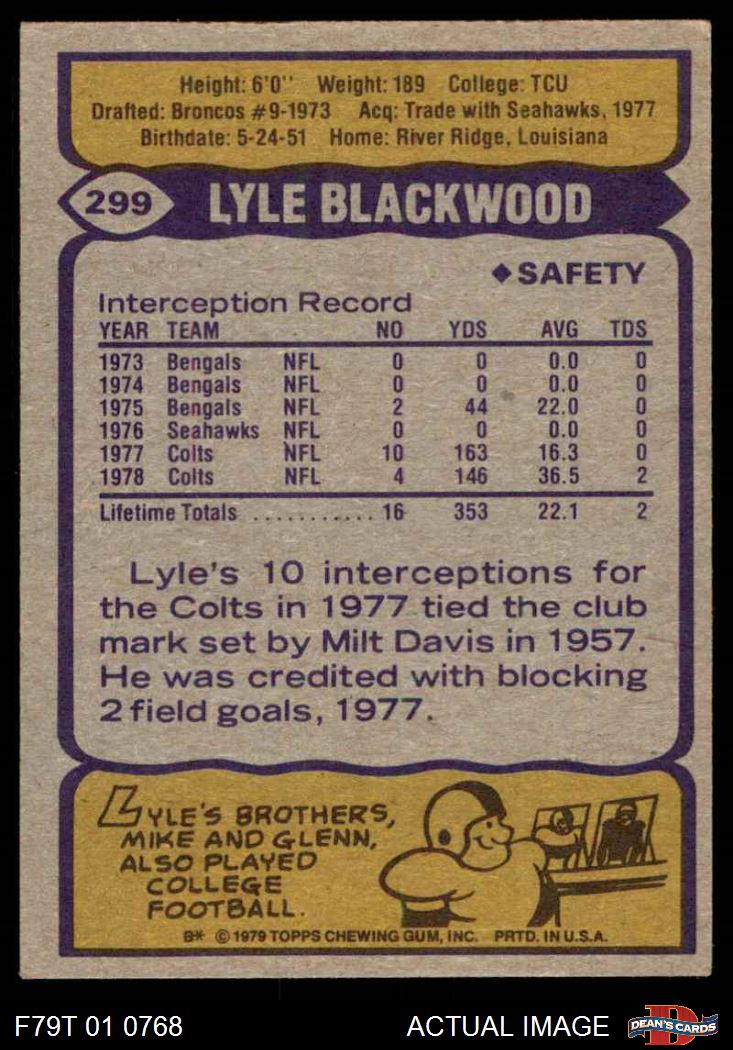 Height: 6'0'' Weight: 189 College: TCU
Drafted: Broncos #9-1973 Acq: Trade with Seahawks, 1977
Birthdate: 5-24-51 Home: River Ridge, Louisiana
299 LYLE BLACKWOOD
◆SAFETY
Interception Record
YEAR TEAM NO YDS AVG TDS
1973 Bengals NFL 0 0 0.0 0
1974 Bengals NFL 0 0 0.0 0
1975 Bengals NFL 2 44 22.0 0
1976 Seahawks NFL 0 0 0.0 0
1977 Colts NFL 10 163 16.3 0
1978 Colts NFL 4 146 36.5 2
Lifetime Totals ........... 16 353 22.1 2
Lyle's 10 interceptions for
the Colts in 1977 tied the club
mark set by Milt Davis in 1957.
He was credited with blocking
2 field goals, 1977.
LYLE'S BROTHERS,
MIKE AND GLENN,
ALSO PLAYED
COLLEGE
FOOTBALL.
B* © 1979 TOPPS CHEWING GUM, INC. PRTD. IN U.S.A.
F79T 01 0768 ACTUAL IMAGE D DEAN'S CARDS